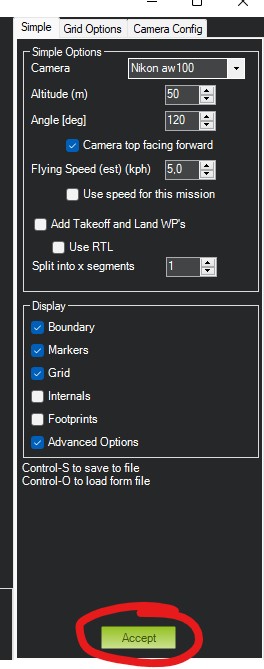 Simple Grid Options Camera Config
Simple Options
Camera Nikon aw100
Altitude (m) 50
Angle [deg] 120
Camera top facing forward
Flying Speed (est) (kph) 5,0
Use speed for this mission
Add Takeoff and Land WP's
Use RTL
Split into x segments 1
Display
Boundary
Markers
Grid
Internals
Footprints
Advanced Options
Control-S to save to file
Control-O to load form file
Accept